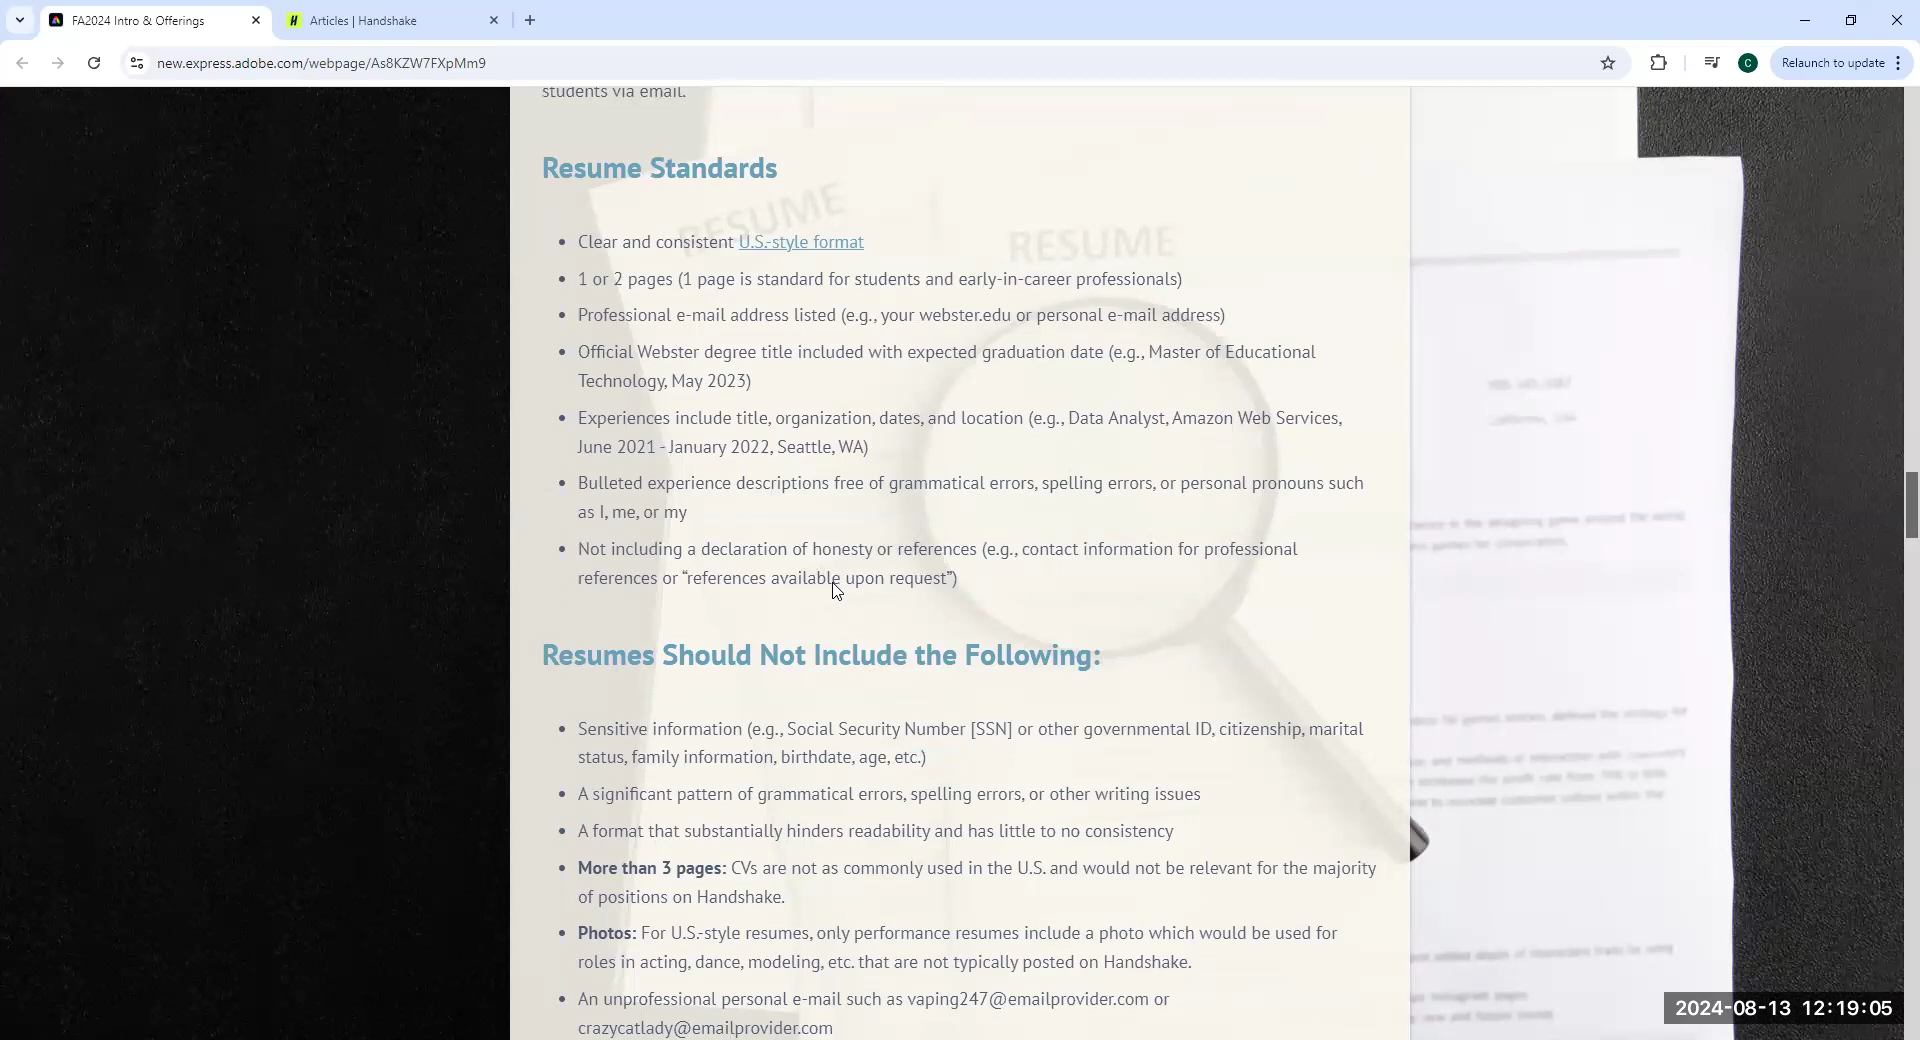 FA2024 Intro & Offerings
Articles | Handshake
new.express.adobe.com/webpage/As8KZW7FXpMm9
C
Relaunch to update
students via email.
Resume Standards
RESUME
RESUME
• Clear and consistent U.S.-style format
• 1 or 2 pages (1 page is standard for students and early-in-career professionals)
• Professional e-mail address listed (e.g., your webster.edu or personal e-mail address)
• Official Webster degree title included with expected graduation date (e.g., Master of Educational
Technology, May 2023)
• Experiences include title, organization, dates, and location (e.g., Data Analyst, Amazon Web Services,
June 2021 - January 2022, Seattle, WA)
• Bulleted experience descriptions free of grammatical errors, spelling errors, or personal pronouns such
as I, me, or my
• Not including a declaration of honesty or references (e.g., contact information for professional
references or “references available upon request”)
Resumes Should Not Include the Following:
• Sensitive information (e.g., Social Security Number [SSN] or other governmental ID, citizenship, marital
status, family information, birthdate, age, etc.)
• A significant pattern of grammatical errors, spelling errors, or other writing issues
• A format that substantially hinders readability and has little to no consistency
• More than 3 pages: CVs are not as commonly used in the U.S. and would not be relevant for the majority
of positions on Handshake.
• Photos: For U.S.-style resumes, only performance resumes include a photo which would be used for
roles in acting, dance, modeling, etc. that are not typically posted on Handshake.
• An unprofessional personal e-mail such as vaping247@emailprovider.com or
crazycatlady@emailprovider.com
2024-08-13 12:19:05